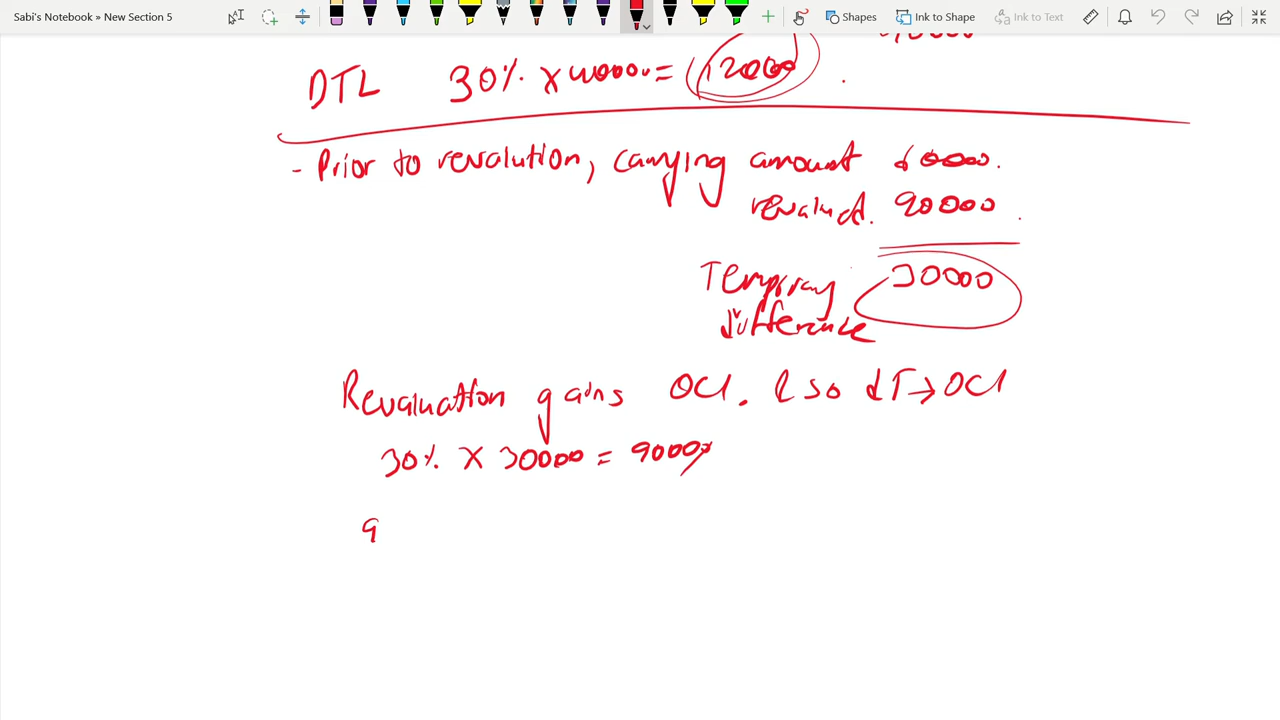 Sabi's Notebook » New Section 5
Shapes
Ink to Shape
Ink to Text
DTL 30% x 40000 = 12000
- Prior to revalution, carrying amount 60000.
revalued. 90000
Temporary 30000
difference
Revaluation gains OCI. & so dT → OCI
30% x 30000 = 9000
9